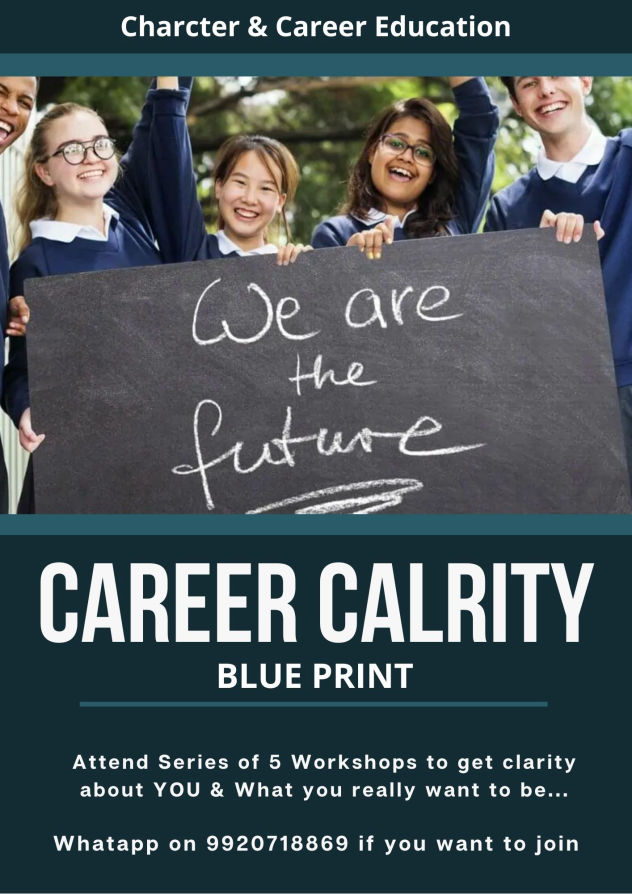 Charcter & Career Education
We are
the
future
CAREER CALRITY
BLUE PRINT
Attend Series of 5 Workshops to get clarity
about YOU & What you really want to be...
Whatapp on 9920718869 if you want to join